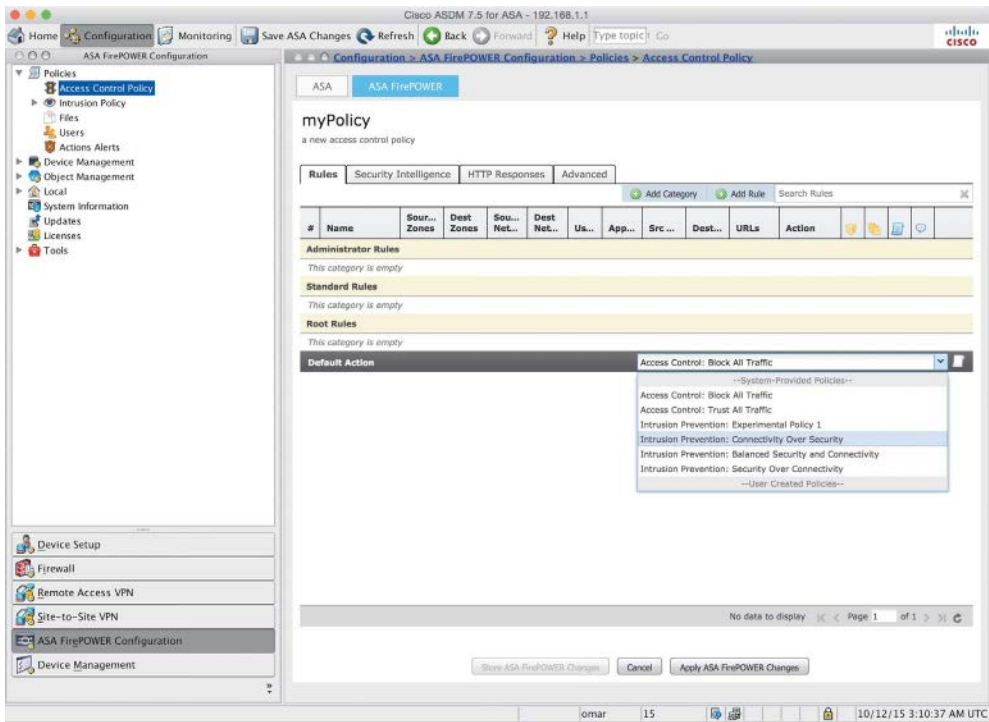 Cisco ASDM 7.5 for ASA - 192.168.1.1
Home Configuration Monitoring Save ASA Changes Refresh Back Forward Help Type topic Go
CISCO
ASA FirePOWER Configuration
Policies
Access Control Policy
Intrusion Policy
Files
Users
Actions Alerts
Device Management
Object Management
Local
System Information
Updates
Licenses
Tools
Device Setup
Firewall
Remote Access VPN
Site-to-Site VPN
ASA FirePOWER Configuration
Device Management
Configuration > ASA FirePOWER Configuration > Policies > Access Control Policy
ASA ASA FirePOWER
myPolicy
a new access control policy
Rules Security Intelligence HTTP Responses Advanced
Add Category Add Rule Search Rules
# Name Sour... Zones Dest Zones Sou... Net... Dest Net... Us... App... Src ... Dest... URLs Action
Administrator Rules
This category is empty
Standard Rules
This category is empty
Root Rules
This category is empty
Default Action Access Control: Block All Traffic
--System-Provided Policies--
Access Control: Block All Traffic
Access Control: Trust All Traffic
Intrusion Prevention: Experimental Policy 1
Intrusion Prevention: Connectivity Over Security
Intrusion Prevention: Balanced Security and Connectivity
Intrusion Prevention: Security Over Connectivity
--User Created Policies--
No data to display Page 1 of 1
Store ASA FirePOWER Changes Cancel Apply ASA FirePOWER Changes
omar 15 10/12/15 3:10:37 AM UTC